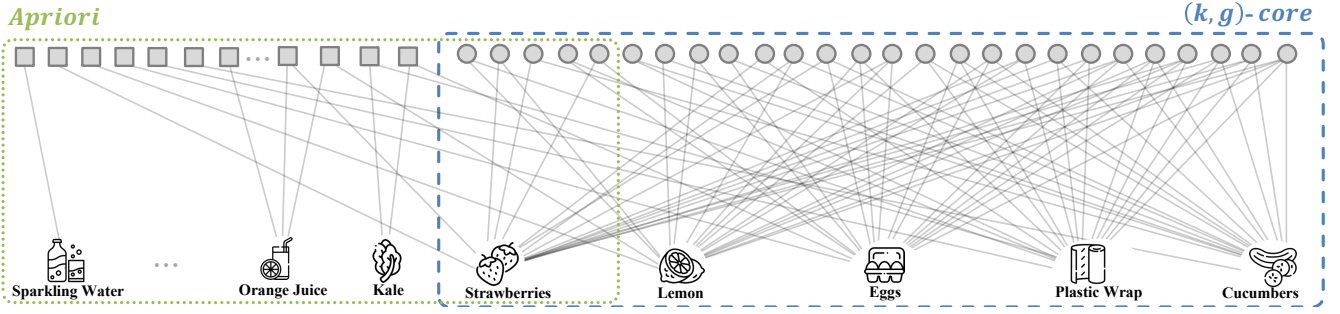 Apriori
(k, g)- core
Sparkling Water
Orange Juice
Kale
Strawberries
Lemon
Eggs
Plastic Wrap
Cucumbers